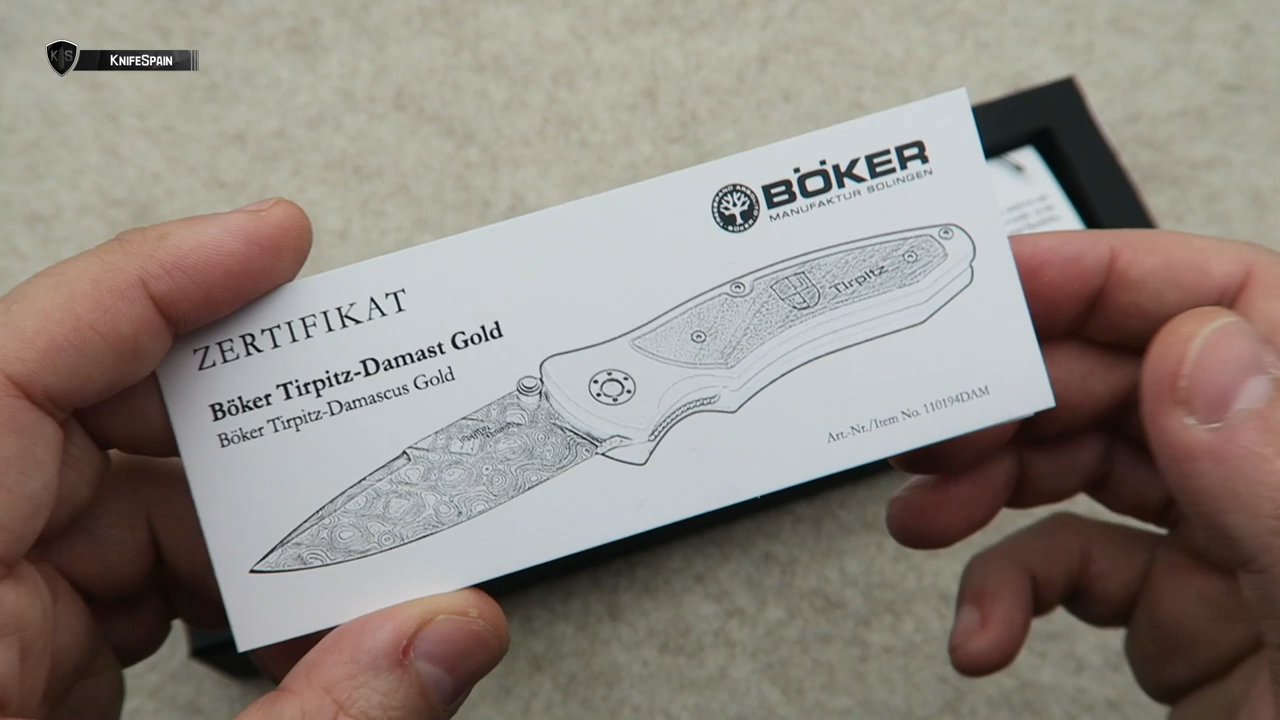 KS
KNIFESPAIN
BÖKER
MANUFAKTUR SOLINGEN
ZERTIFIKAT
Böker Tirpitz-Damast Gold
Böker Tirpitz-Damascus Gold
Tirpitz
Art.-Nr./Item No. 110194DAM